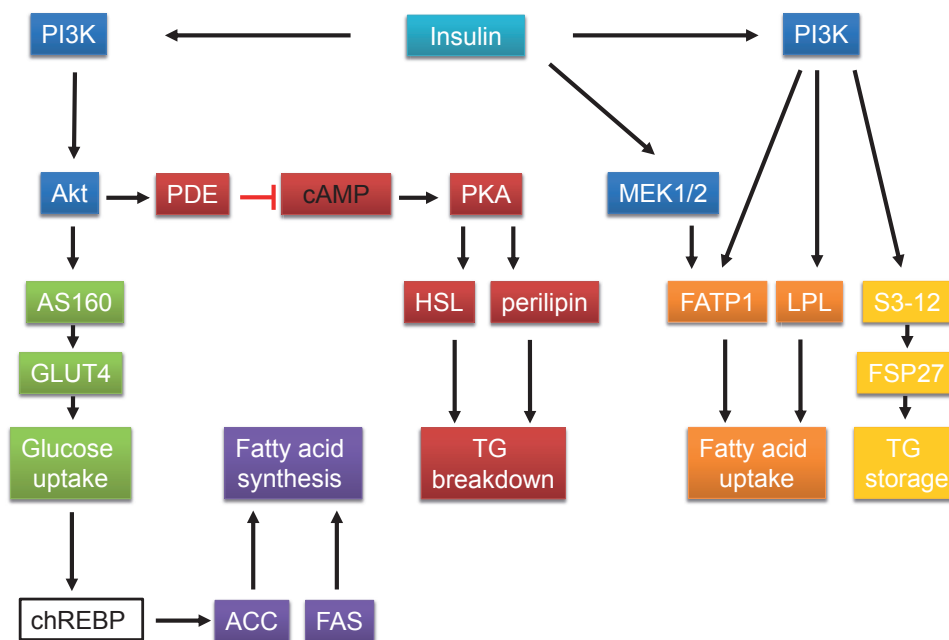 PI3K
Insulin
PI3K
Akt
PDE
cAMP
PKA
MEK1/2
AS160
HSL
perilipin
FATP1
LPL
S3-12
GLUT4
FSP27
Glucose
uptake
Fatty acid
synthesis
TG
breakdown
Fatty acid
uptake
TG
storage
chREBP
ACC
FAS